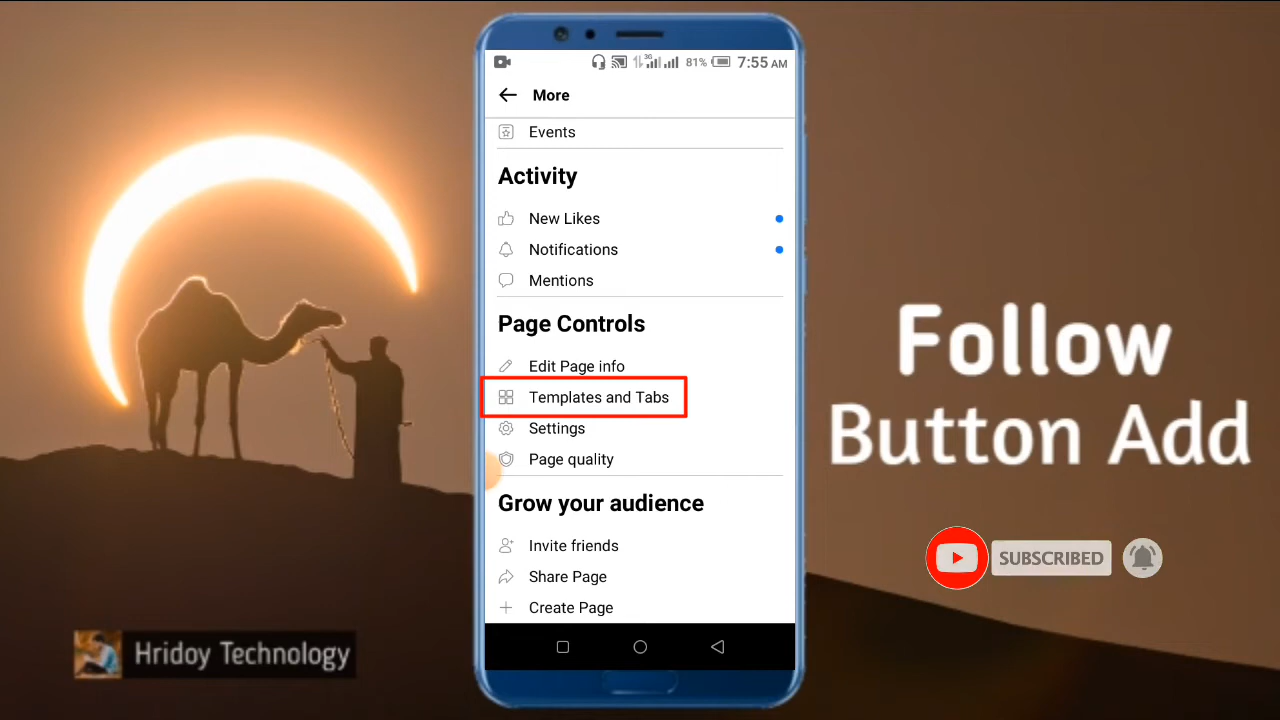 3G
81%
7:55 AM
More
Events
Activity
New Likes
Notifications
Mentions
Page Controls
Edit Page info
Templates and Tabs
Settings
Page quality
Grow your audience
Invite friends
Share Page
Create Page
Follow
Button Add
SUBSCRIBED
Hridoy Technology